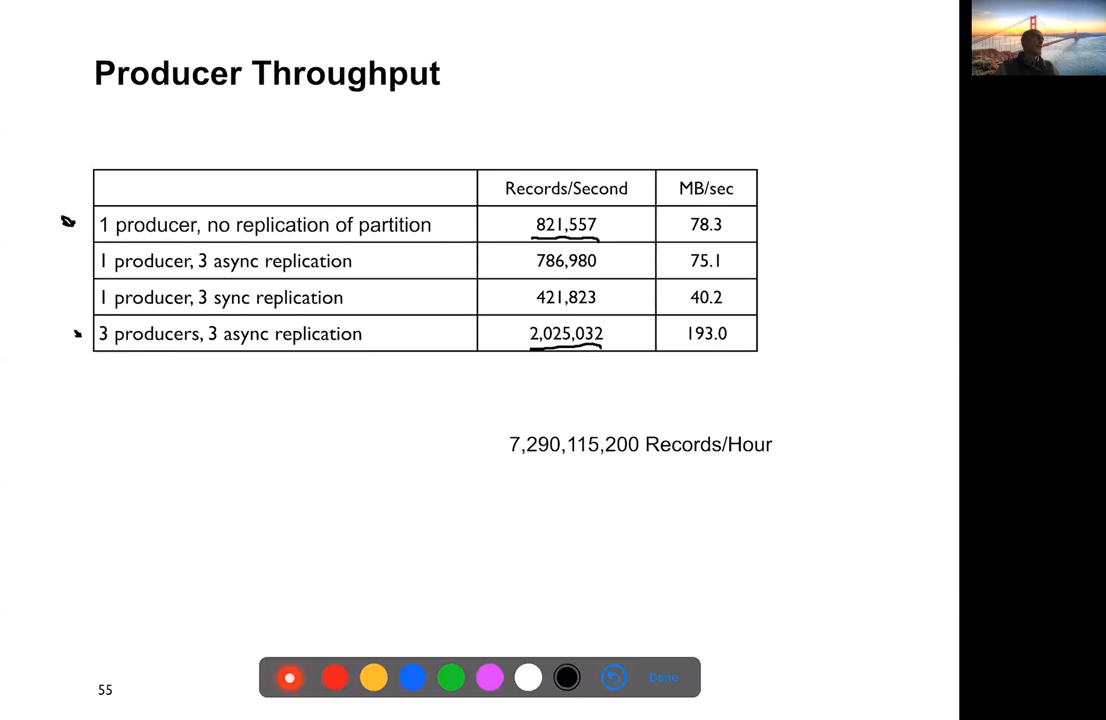 Producer Throughput
Records/Second MB/sec
1 producer, no replication of partition 821,557 78.3
1 producer, 3 async replication 786,980 75.1
1 producer, 3 sync replication 421,823 40.2
3 producers, 3 async replication 2,025,032 193.0
7,290,115,200 Records/Hour
Done
55